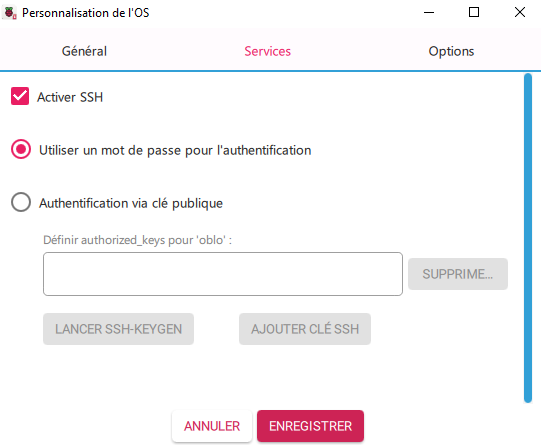 Personnalisation de l'OS
Général Services Options
Activer SSH
Utiliser un mot de passe pour l'authentification
Authentification via clé publique
Définir authorized_keys pour 'oblo' :
SUPPRIME...
LANCER SSH-KEYGEN AJOUTER CLÉ SSH
ANNULER ENREGISTRER